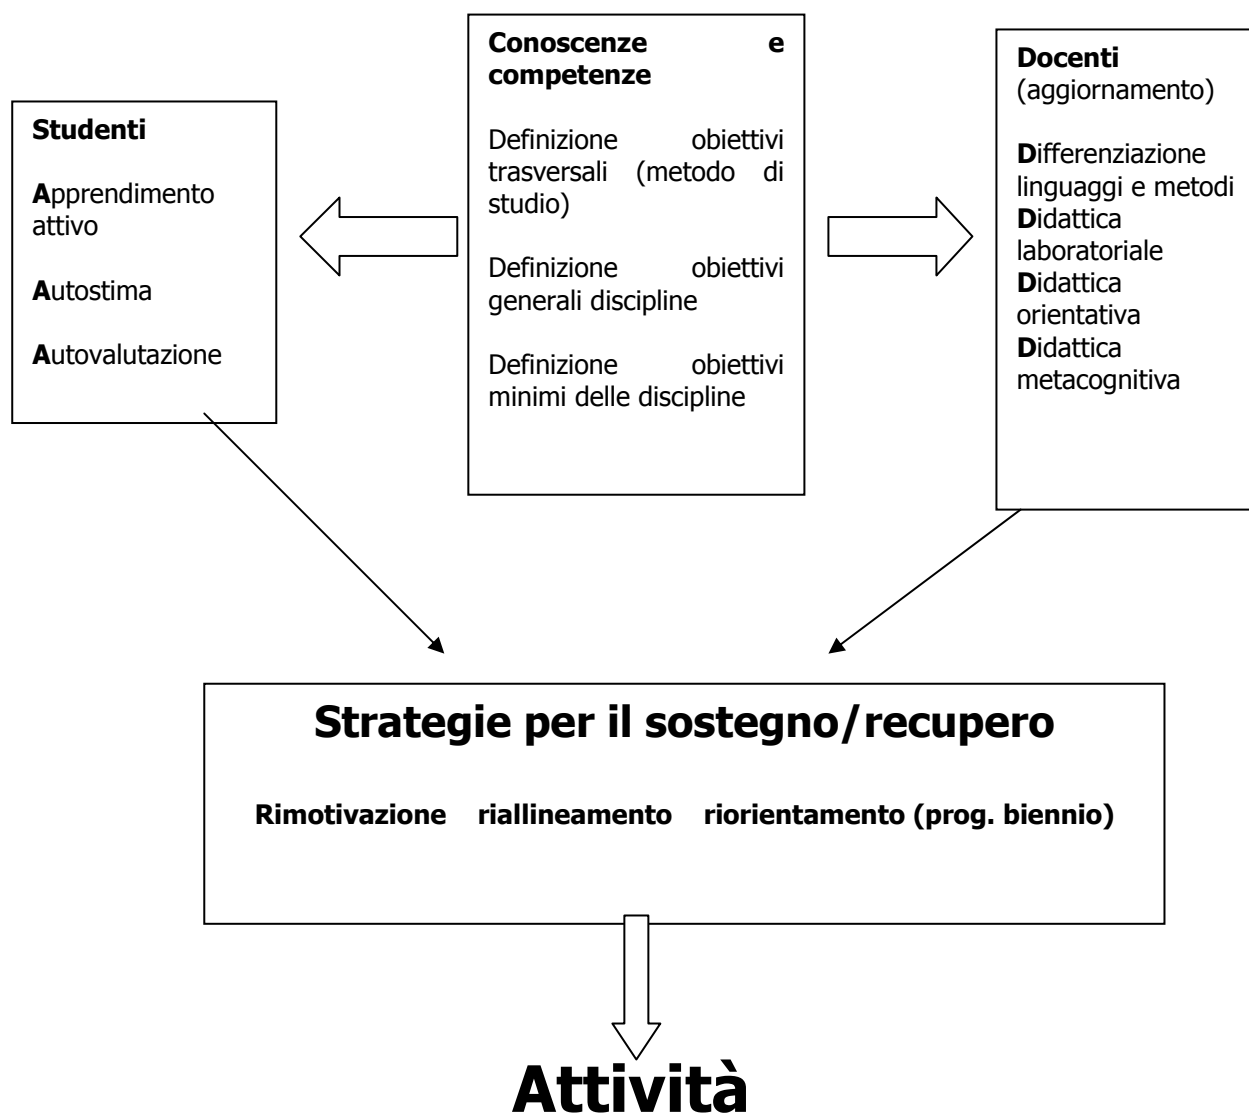 Studenti
Apprendimento
attivo
Autostima
Autovalutazione
Conoscenze e
competenze
Definizione obiettivi
trasversali (metodo di
studio)
Definizione obiettivi
generali discipline
Definizione obiettivi
minimi delle discipline
Docenti
(aggiornamento)
Differenziazione
linguaggi e metodi
Didattica
laboratoriale
Didattica
orientativa
Didattica
metacognitiva
Strategie per il sostegno/recupero
Rimotivazione riallineamento riorientamento (prog. biennio)
Attività